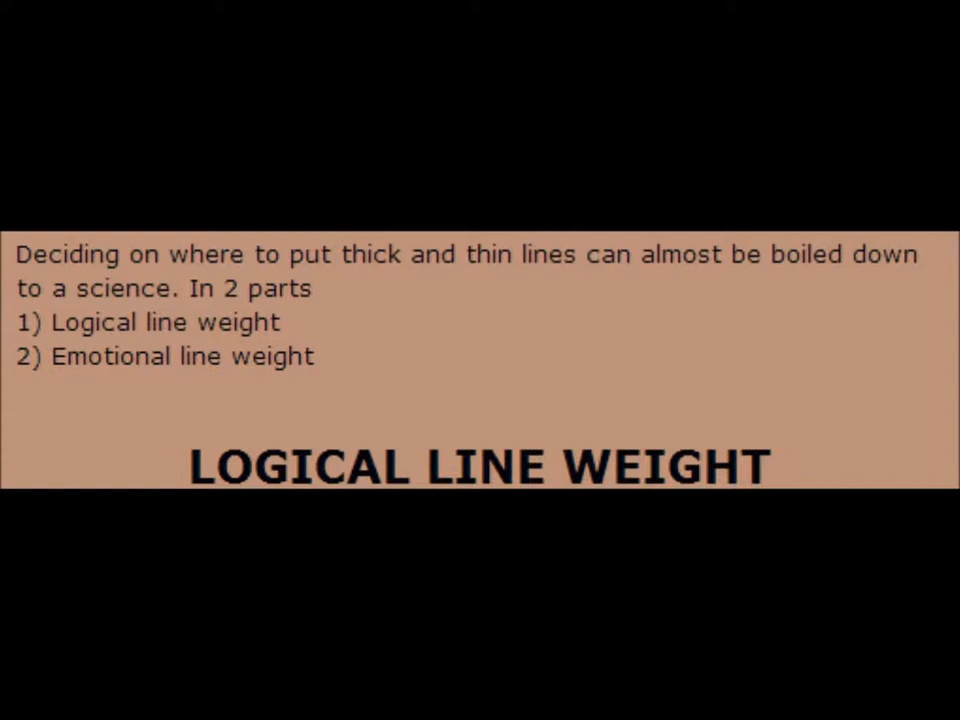 Deciding on where to put thick and thin lines can almost be boiled down
to a science. In 2 parts
1) Logical line weight
2) Emotional line weight
LOGICAL LINE WEIGHT